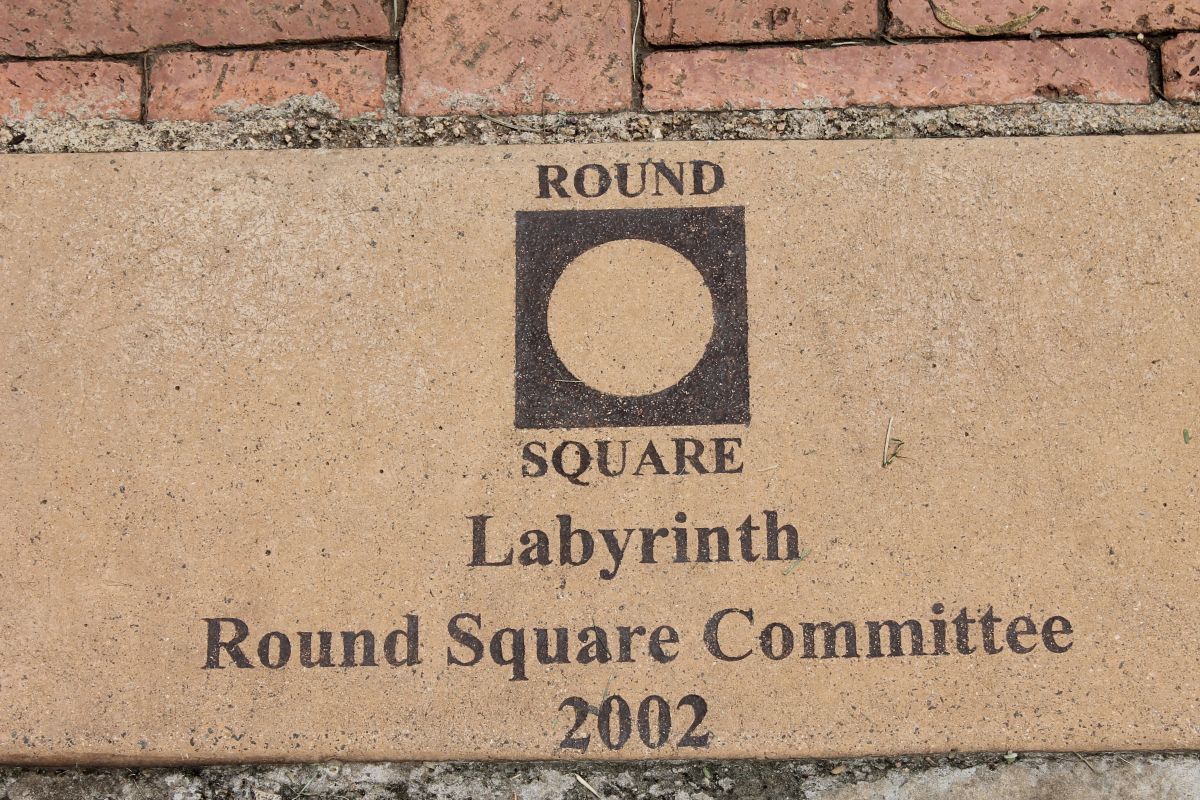 ROUND
SQUARE
Labyrinth
Round Square Committee
2002